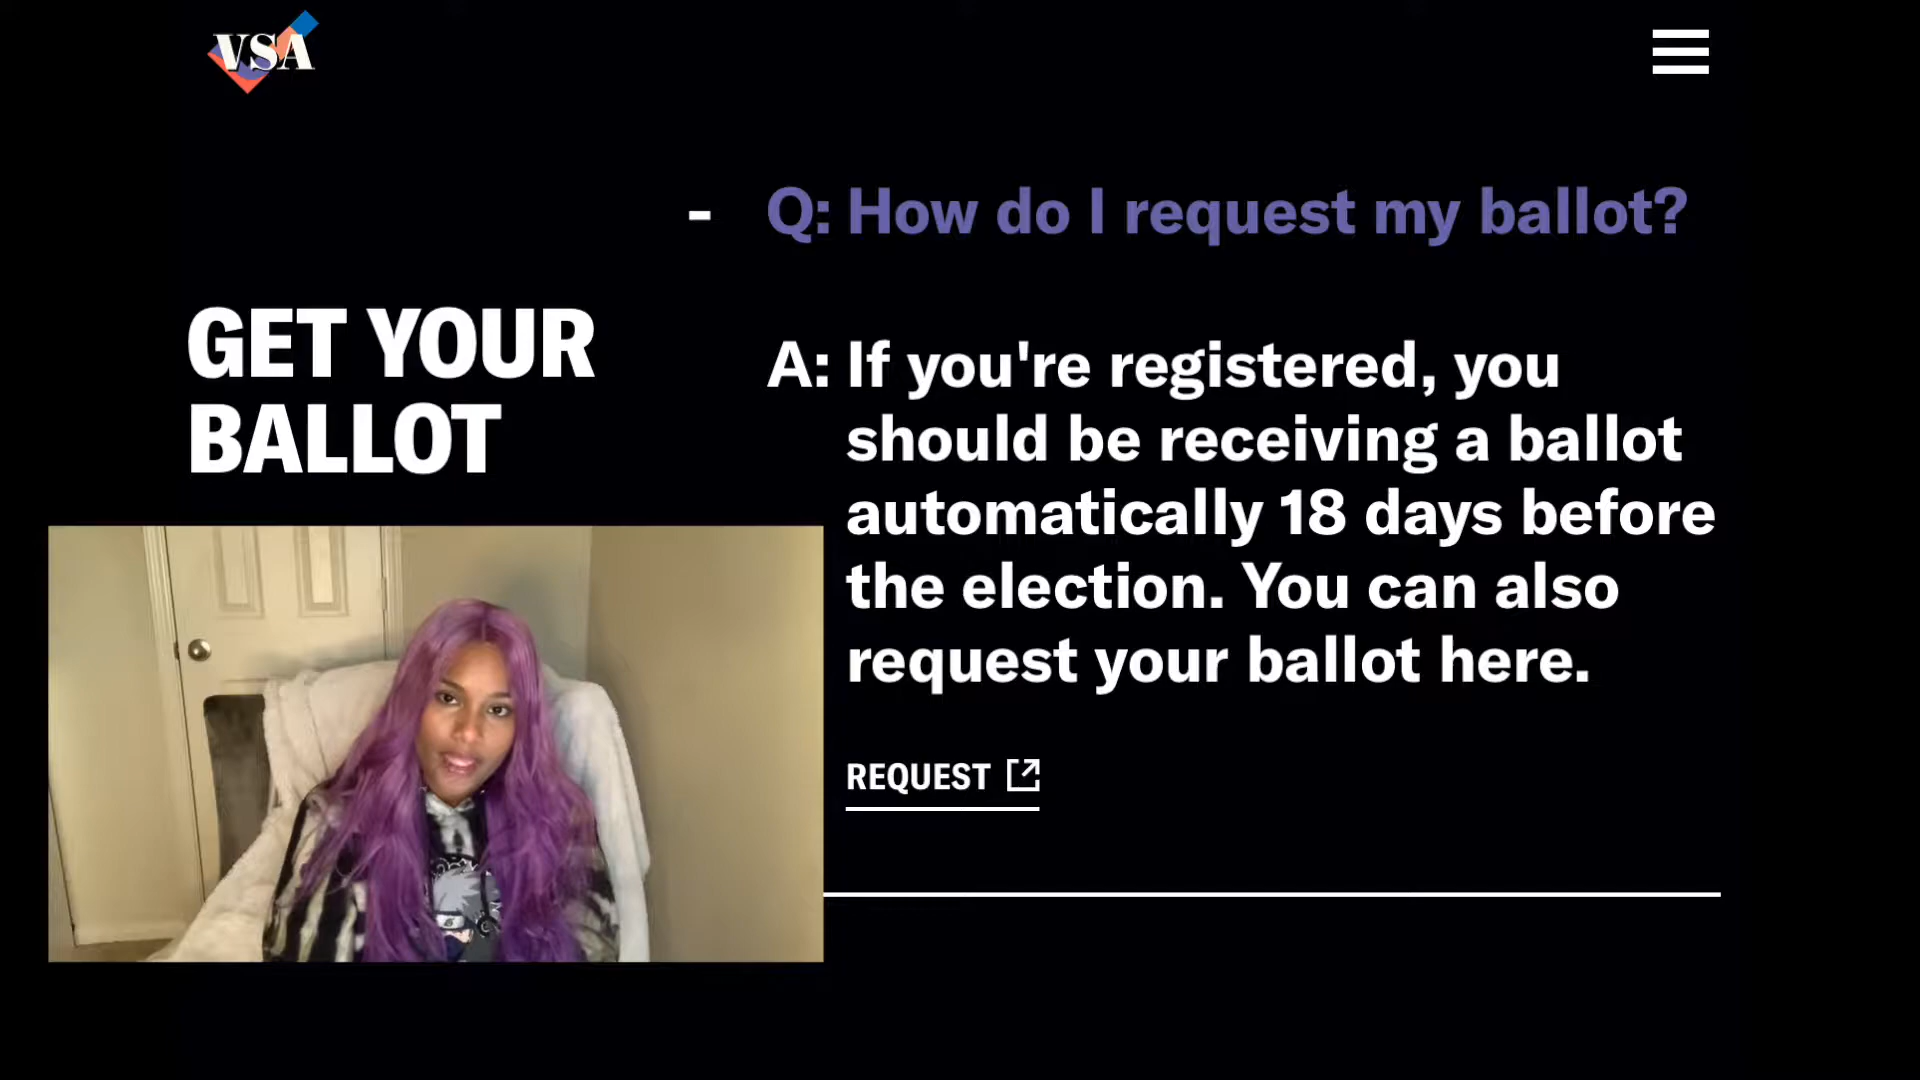 VSA
- Q: How do I request my ballot?
GET YOUR
BALLOT
A: If you're registered, you
should be receiving a ballot
automatically 18 days before
the election. You can also
request your ballot here.
REQUEST